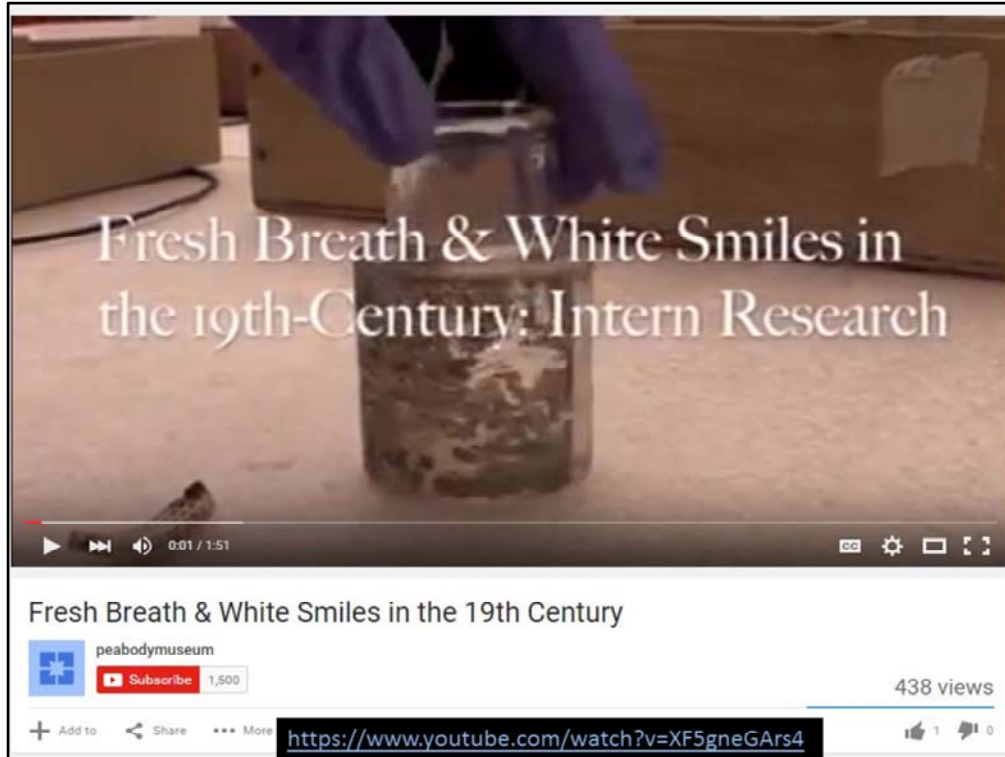 Fresh Breath & White Smiles in
the 19th-Century: Intern Research
0:01 / 1:51
CC
Fresh Breath & White Smiles in the 19th Century
peabodymuseum
Subscribe 1,500
438 views
Add to Share More
https://www.youtube.com/watch?v=XF5gneGArs4
1 0